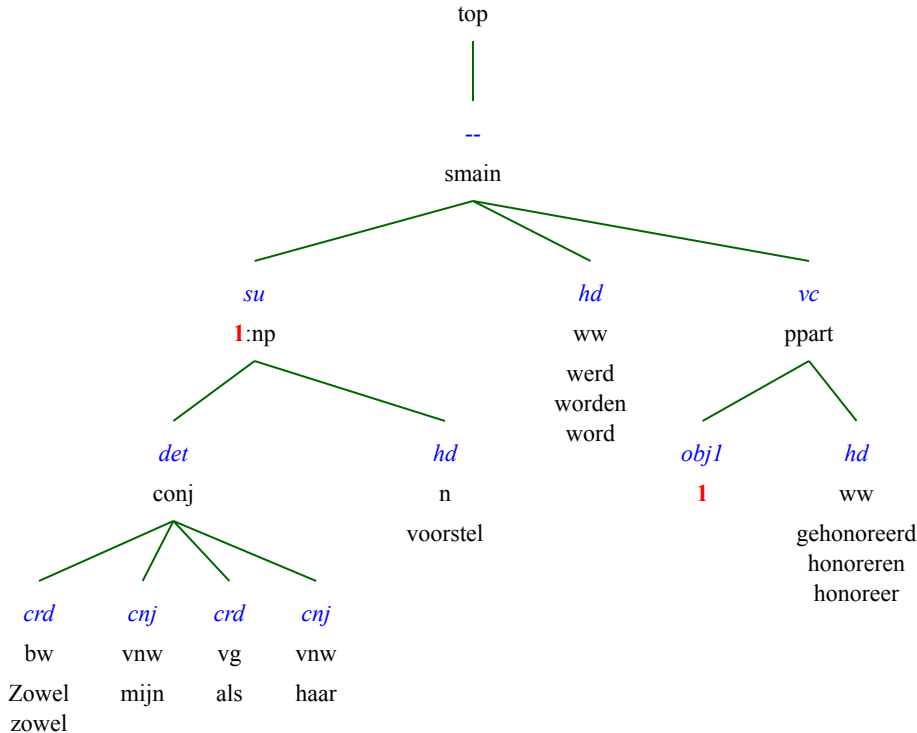 top
--
smain
su hd vc
1:np ww ppart
werd
worden
word
det hd obj1 hd
conj n 1 ww
voorstel gehonoreerd
honoreren
honoreer
crd cnj crd cnj
bw vnw vg vnw
Zowel mijn als haar
zowel